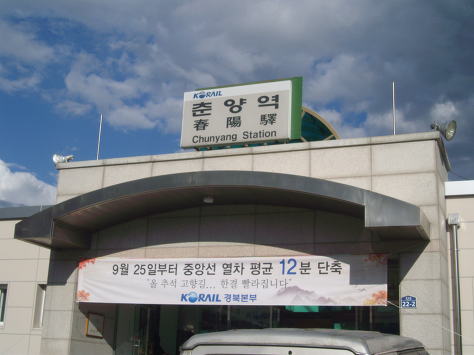 KORAIL
춘양역
春陽驛
Chunyang Station
9월 25일부터 중앙선 열차 평균 12분 단축
"올 추석 고향길... 한결 빨라집니다"
KORAIL 경북본부
22-2